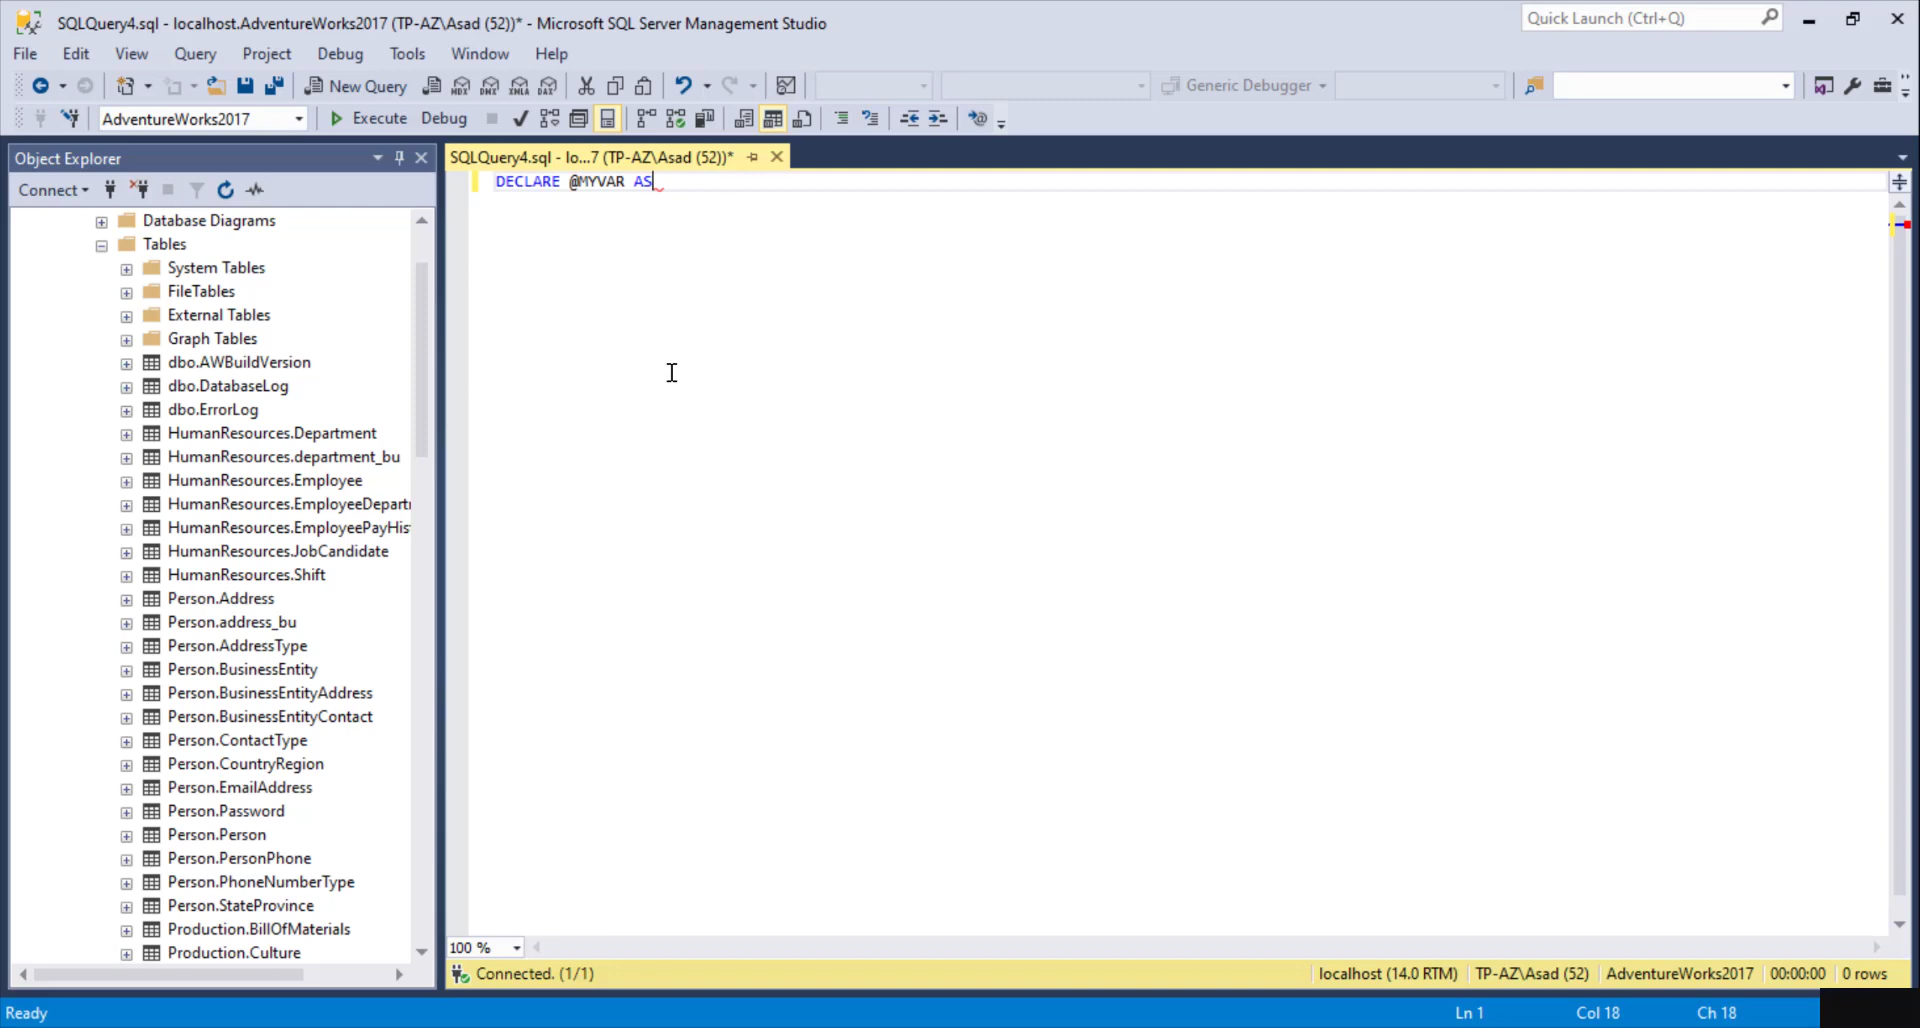 SQLQuery4.sql - localhost.AdventureWorks2017 (TP-AZ\Asad (52))* - Microsoft SQL Server Management Studio
Quick Launch (Ctrl+Q)
File Edit View Query Project Debug Tools Window Help
New Query MDX DMX XMLA DAX Generic Debugger
AdventureWorks2017 Execute Debug
Object Explorer
SQLQuery4.sql - lo...7 (TP-AZ\Asad (52))*
Connect
DECLARE @MYVAR AS
Database Diagrams
Tables
System Tables
FileTables
External Tables
Graph Tables
dbo.AWBuildVersion
dbo.DatabaseLog
dbo.ErrorLog
HumanResources.Department
HumanResources.department_bu
HumanResources.Employee
HumanResources.EmployeeDepart
HumanResources.EmployeePayHis
HumanResources.JobCandidate
HumanResources.Shift
Person.Address
Person.address_bu
Person.AddressType
Person.BusinessEntity
Person.BusinessEntityAddress
Person.BusinessEntityContact
Person.ContactType
Person.CountryRegion
Person.EmailAddress
Person.Password
Person.Person
Person.PersonPhone
Person.PhoneNumberType
Person.StateProvince
Production.BillOfMaterials
Production.Culture
100 %
Connected. (1/1) localhost (14.0 RTM) TP-AZ\Asad (52) AdventureWorks2017 00:00:00 0 rows
Ready Ln 1 Col 18 Ch 18